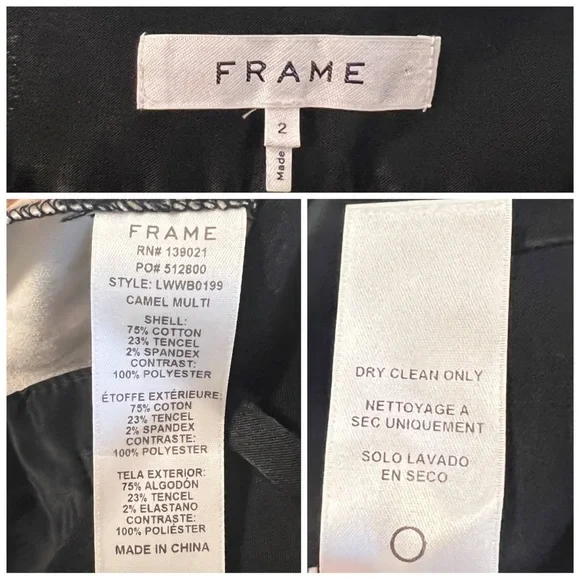 FRAME
2
Made
FRAME
RN# 139021
PO# 512800
STYLE: LWWB0199
CAMEL MULTI
SHELL:
75% COTTON
23% TENCEL
2% SPANDEX
CONTRAST:
100% POLYESTER
ÉTOFFE EXTÉRIEURE:
75% COTON
23% TENCEL
2% SPANDEX
CONTRASTE:
100% POLYESTER
TELA EXTERIOR:
75% ALGODÓN
23% TENCEL
2% ELASTANO
CONTRASTE:
100% POLIÉSTER
MADE IN CHINA
DRY CLEAN ONLY
NETTOYAGE A
SEC UNIQUEMENT
SOLO LAVADO
EN SECO